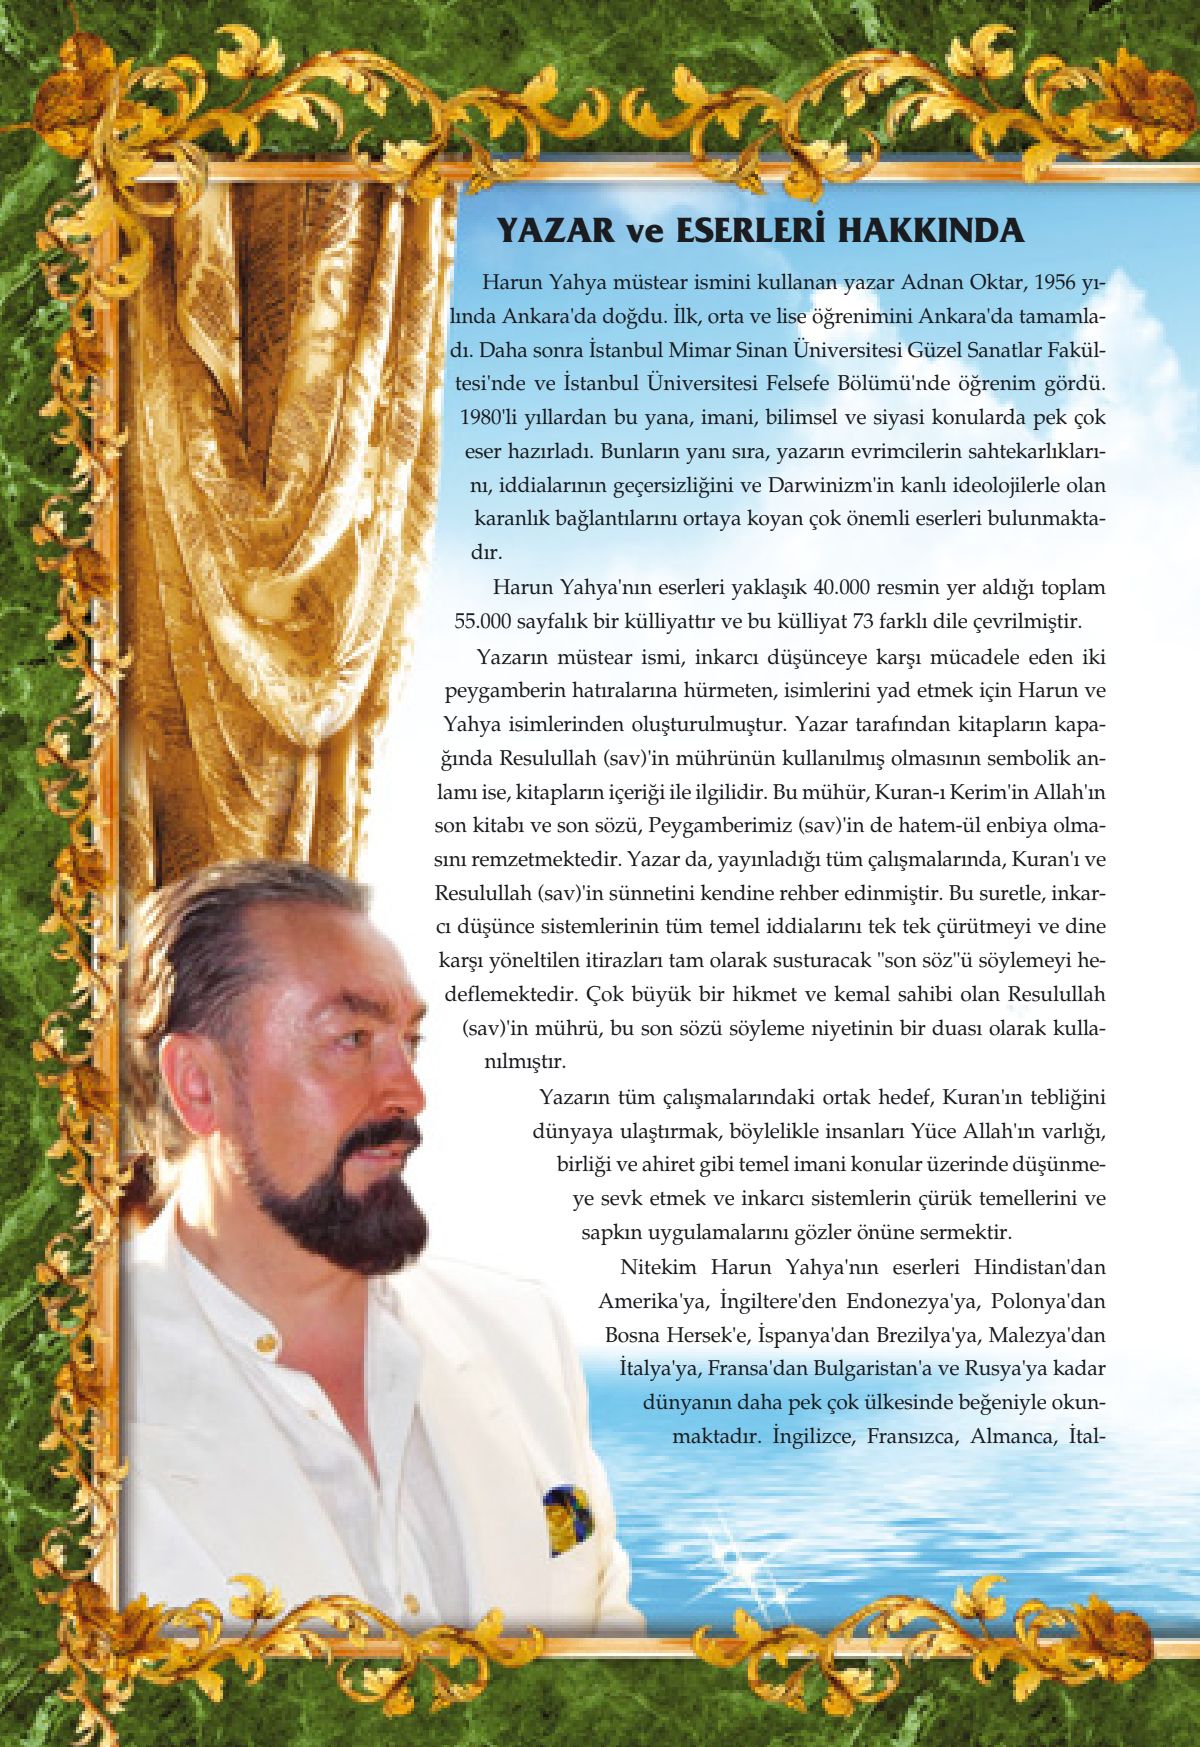 YAZAR ve ESERLERİ HAKKINDA
Harun Yahya müstear ismini kullanan yazar Adnan Oktar, 1956 yı-
lında Ankara'da doğdu. İlk, orta ve lise öğrenimini Ankara'da tamamla-
dı. Daha sonra İstanbul Mimar Sinan Üniversitesi Güzel Sanatlar Fakül-
tesi'nde ve İstanbul Üniversitesi Felsefe Bölümü'nde öğrenim gördü.
1980'li yıllardan bu yana, imani, bilimsel ve siyasi konularda pek çok
eser hazırladı. Bunların yanı sıra, yazarın evrimcilerin sahtekarlıkları-
nı, iddialarının geçersizliğini ve Darwinizm'in kanlı ideolojilerle olan
karanlık bağlantılarını ortaya koyan çok önemli eserleri bulunmakta-
dır.
Harun Yahya'nın eserleri yaklaşık 40.000 resmin yer aldığı toplam
55.000 sayfalık bir külliyattır ve bu külliyat 73 farklı dile çevrilmiştir.
Yazarın müstear ismi, inkarcı düşünceye karşı mücadele eden iki
peygamberin hatıralarına hürmeten, isimlerini yad etmek için Harun ve
Yahya isimlerinden oluşturulmuştur. Yazar tarafından kitapların kapa-
ğında Resulullah (sav)'in mührünün kullanılmış olmasının sembolik an-
lamı ise, kitapların içeriği ile ilgilidir. Bu mühür, Kuran-ı Kerim'in Allah'ın
son kitabı ve son sözü, Peygamberimiz (sav)'in de hatem-ül enbiya olma-
sını remzetmektedir. Yazar da, yayınladığı tüm çalışmalarında, Kuran'ı ve
Resulullah (sav)'in sünnetini kendine rehber edinmiştir. Bu suretle, inkar-
cı düşünce sistemlerinin tüm temel iddialarını tek tek çürütmeyi ve dine
karşı yöneltilen itirazları tam olarak susturacak "son söz"ü söylemeyi he-
deflemektedir. Çok büyük bir hikmet ve kemal sahibi olan Resulullah
(sav)'in mührü, bu son sözü söyleme niyetinin bir duası olarak kulla-
nılmıştır.
Yazarın tüm çalışmalarındaki ortak hedef, Kuran'ın tebliğini
dünyaya ulaştırmak, böylelikle insanları Yüce Allah'ın varlığı,
birliği ve ahiret gibi temel imani konular üzerinde düşünme-
ye sevk etmek ve inkarcı sistemlerin çürük temellerini ve
sapkın uygulamalarını gözler önüne sermektir.
Nitekim Harun Yahya'nın eserleri Hindistan'dan
Amerika'ya, İngiltere'den Endonezya'ya, Polonya'dan
Bosna Hersek'e, İspanya'dan Brezilya'ya, Malezya'dan
İtalya'ya, Fransa'dan Bulgaristan'a ve Rusya'ya kadar
dünyanın daha pek çok ülkesinde beğeniyle okun-
maktadır. İngilizce, Fransızca, Almanca, İtal-